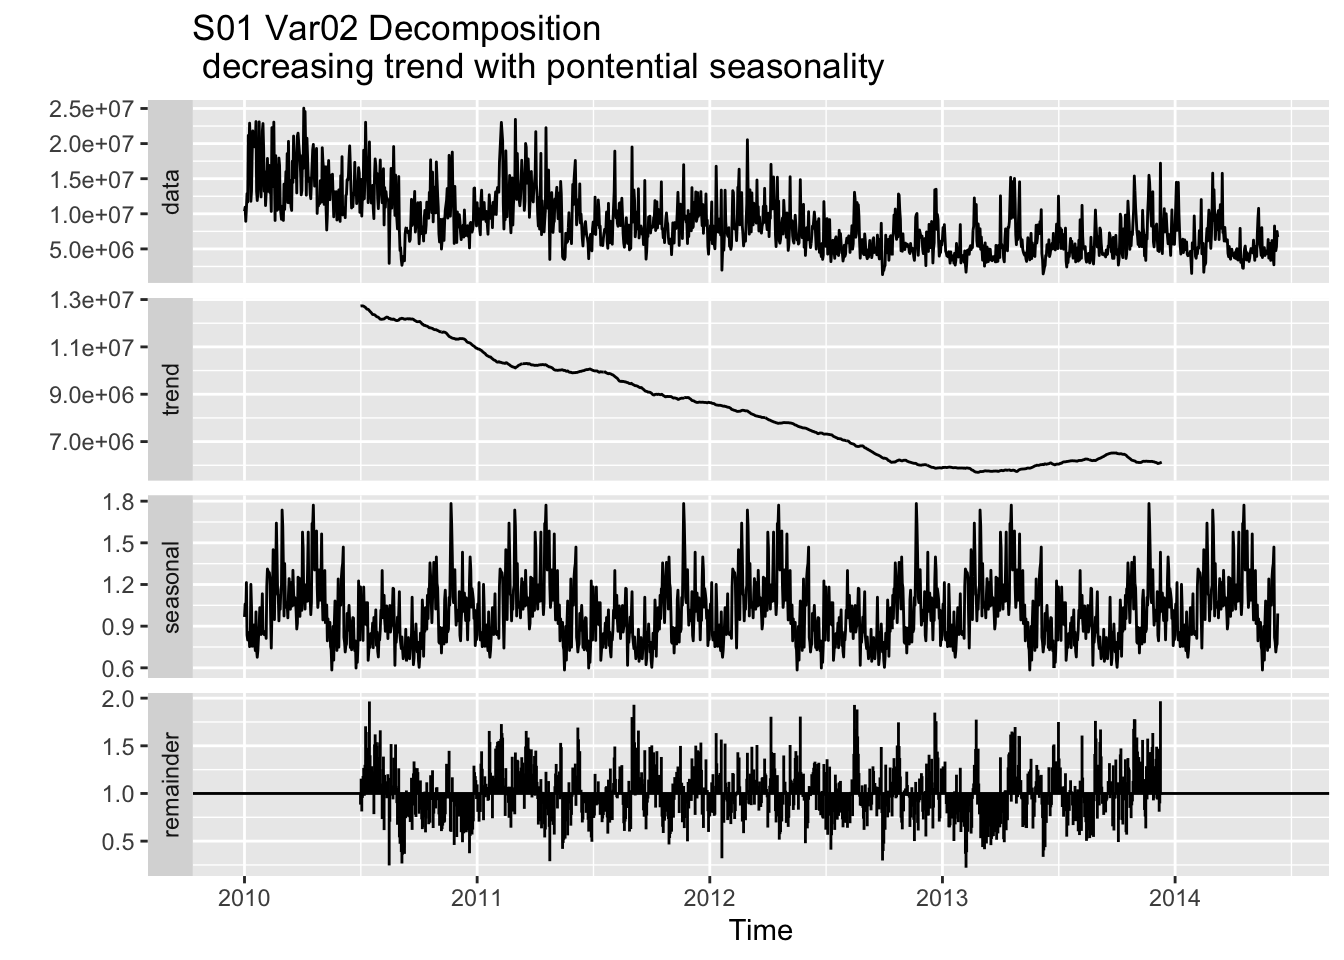 S01 Var02 Decomposition
decreasing trend with pontential seasonality
2.5e+07
2.0e+07
1.5e+07
1.0e+07
5.0e+06
data
1.3e+07
1.1e+07
9.0e+06
7.0e+06
trend
1.8
1.5
1.2
0.9
0.6
seasonal
2.0
1.5
1.0
0.5
remainder
2010 2011 2012 2013 2014
Time